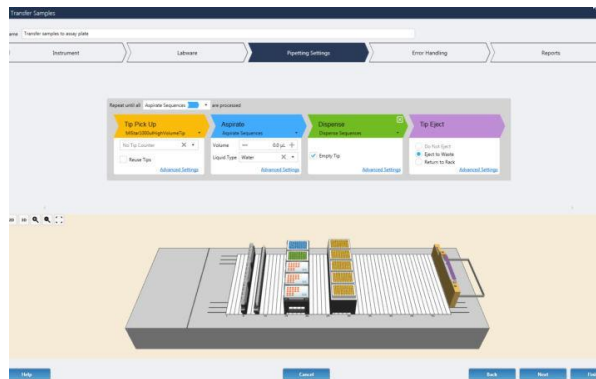 Transfer Samples
Transfer samples to assay plate
Instrument
Labware
Pipetting Settings
Error Handling
Reports
Repeat until all Aspirate Sequences are processed
Tip Pick Up
Aspirate
Aspirate Sequences
Dispense
Dispense Sequences
Tip Eject
No Tip Counter
Reuse Tips
Advanced Settings
Volume 0.0 µL
Liquid Type Water
Advanced Settings
Empty Tip
Advanced Settings
Do Not Eject
Eject to Waste
Return to Rack
Advanced Settings
Help
Cancel
Back
Next